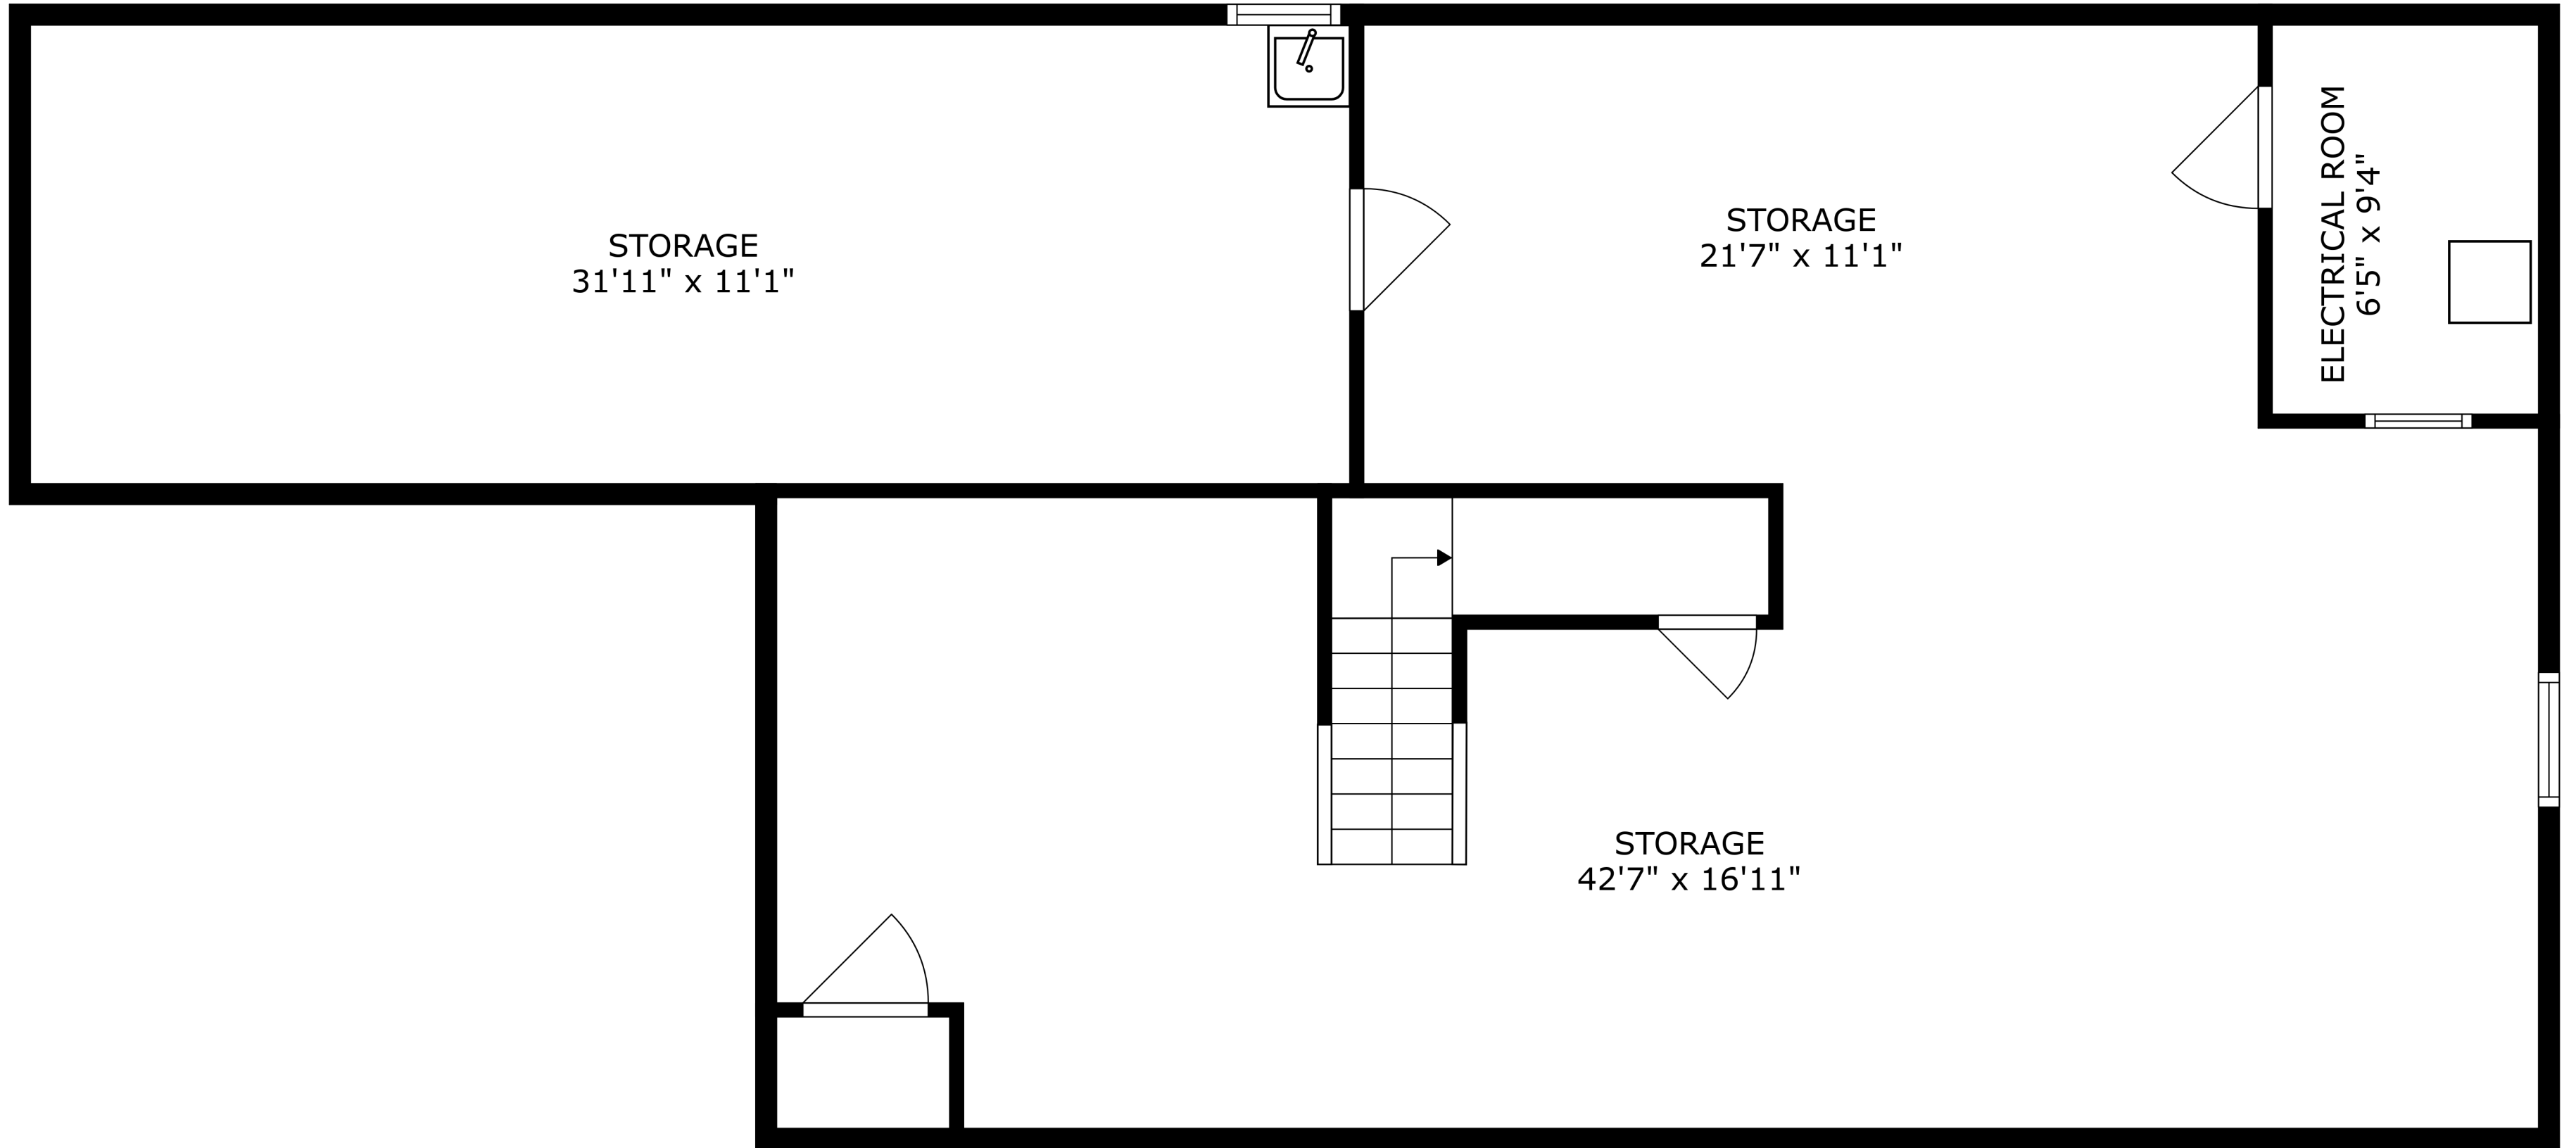 STORAGE
31'11" x 11'1"
STORAGE
21'7" x 11'1"
ELECTRICAL ROOM
6'5" x 9'4"
STORAGE
42'7" x 16'11"